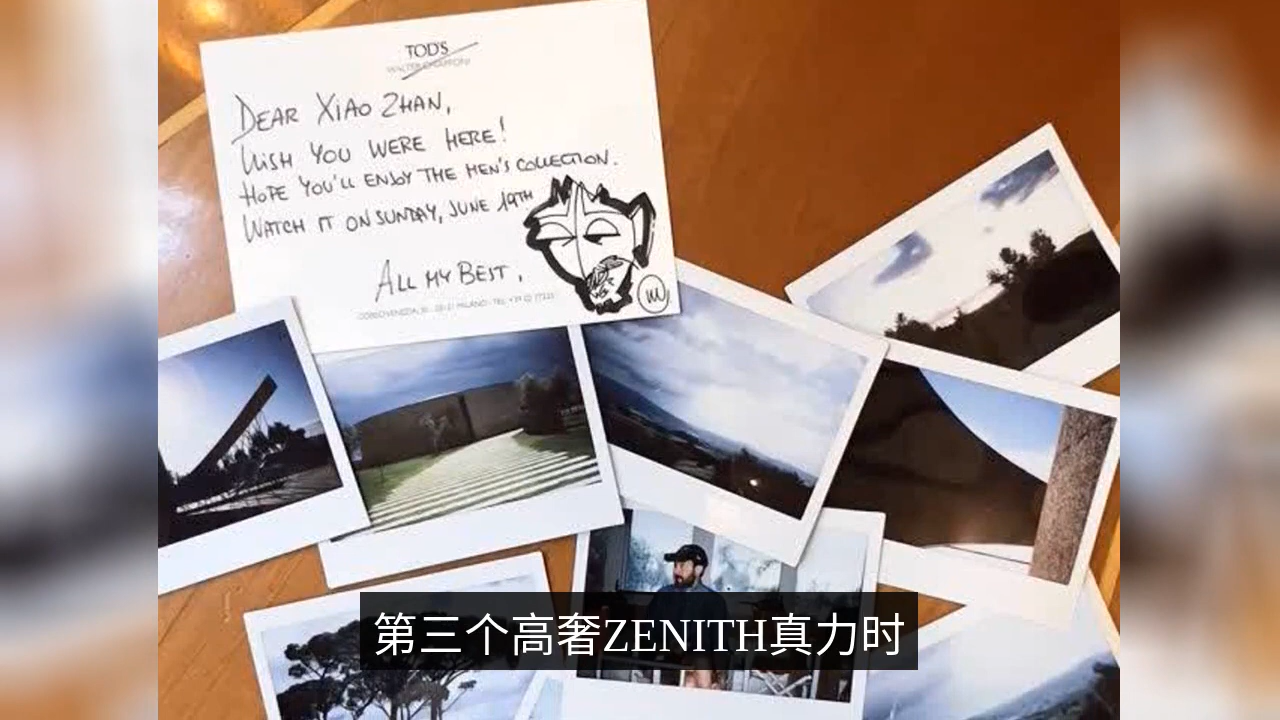 TOD'S
DEAR XIAO ZHAN,
WISH YOU WERE HERE!
HOPE YOU'LL ENJOY THE MEN'S COLLECTION.
WATCH IT ON SUNDAY, JUNE 19TH
ALL MY BEST,
第三个高奢ZENITH真力时